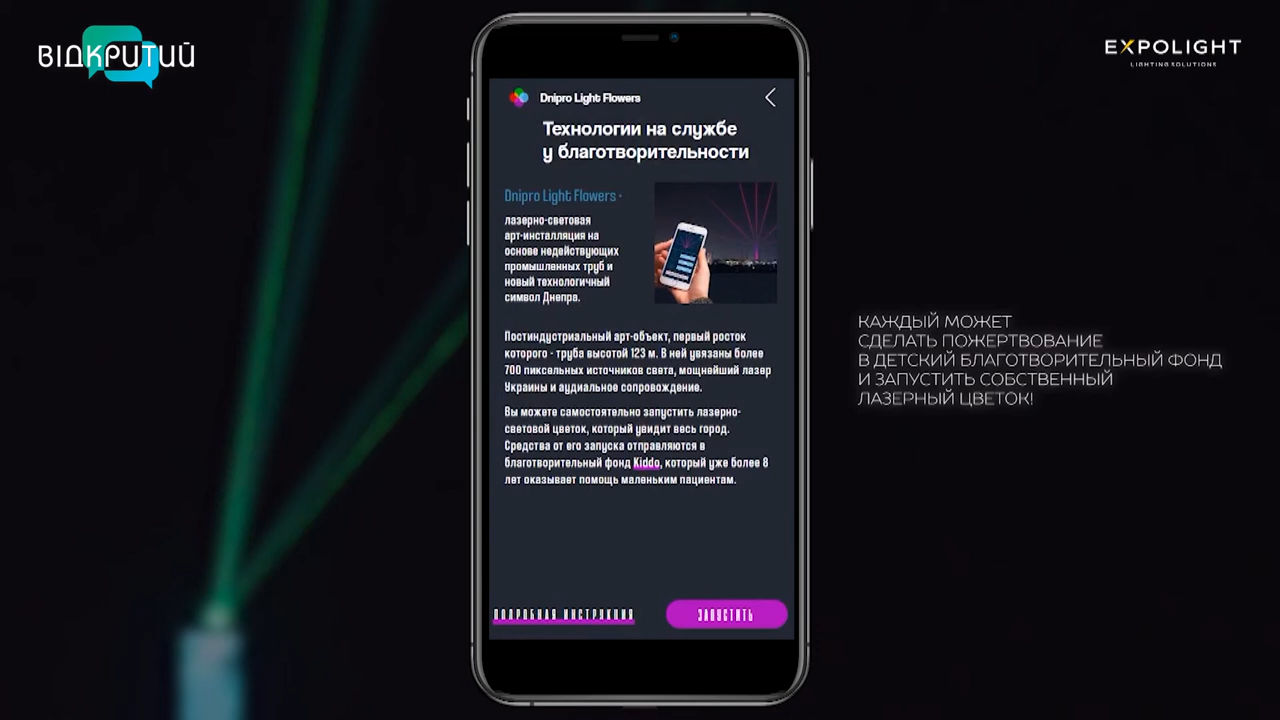 ВІДКРИТИЙ
EXPOLIGHT
LIGHTING SOLUTIONS
Dnipro Light Flowers
Технологии на службе
у благотворительности
Dnipro Light Flowers -
лазерно-световая
арт-инсталляция на
основе недействующих
промышленных труб и
новый технологичный
символ Днепра.
Постиндустриальный арт-объект, первый росток
которого - труба высотой 123 м. В ней увязаны более
700 пиксельных источников света, мощнейший лазер
Украины и аудиальное сопровождение.
Вы можете самостоятельно запустить лазерно-
световой цветок, который увидит весь город.
Средства от его запуска отправляются в
благотворительный фонд Kiddo, который уже более 8
лет оказывает помощь маленьким пациентам.
ПОДРОБНАЯ ИНСТРУКЦИЯ
ЗАПУСТИТЬ
КАЖДЫЙ МОЖЕТ
СДЕЛАТЬ ПОЖЕРТВОВАНИЕ
В ДЕТСКИЙ БЛАГОТВОРИТЕЛЬНЫЙ ФОНД
И ЗАПУСТИТЬ СОБСТВЕННЫЙ
ЛАЗЕРНЫЙ ЦВЕТОК!